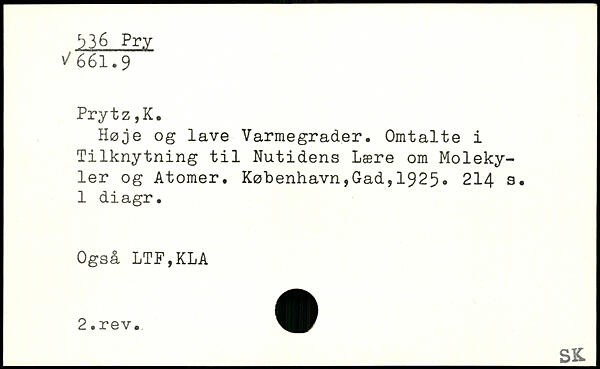 536 Pry
√ 661.9
Prytz,K.
Høje og lave Varmegrader. Omtalte i
Tilknytning til Nutidens Lære om Moleky-
ler og Atomer. København,Gad,1925. 214 s.
1 diagr.
Også LTF,KLA
2.rev.
SK